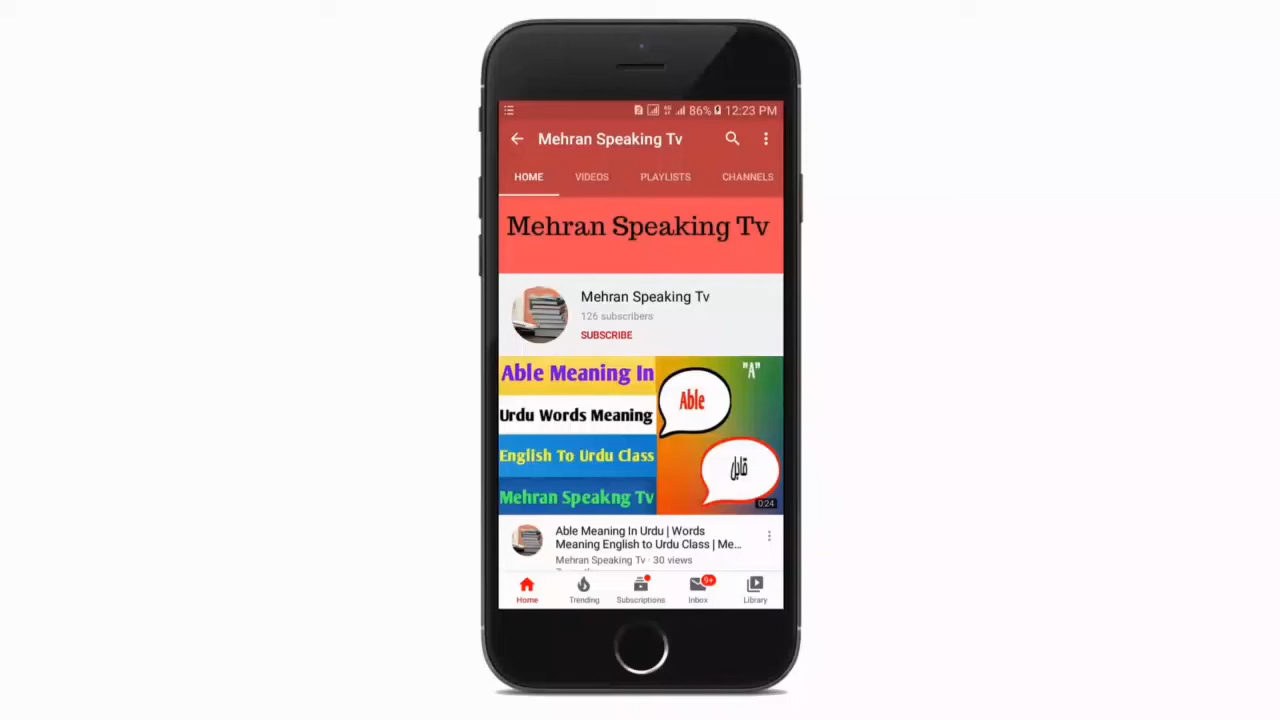 86% 12:23 PM
Mehran Speaking Tv
HOME VIDEOS PLAYLISTS CHANNELS
Mehran Speaking Tv
Mehran Speaking Tv
126 subscribers
SUBSCRIBE
Able Meaning In
Urdu Words Meaning
English To Urdu Class
Mehran Speakng Tv
"A"
Able
قابل
0:24
Able Meaning In Urdu | Words
Meaning English to Urdu Class | Me...
Mehran Speaking Tv · 30 views
9+
Home Trending Subscriptions Inbox Library